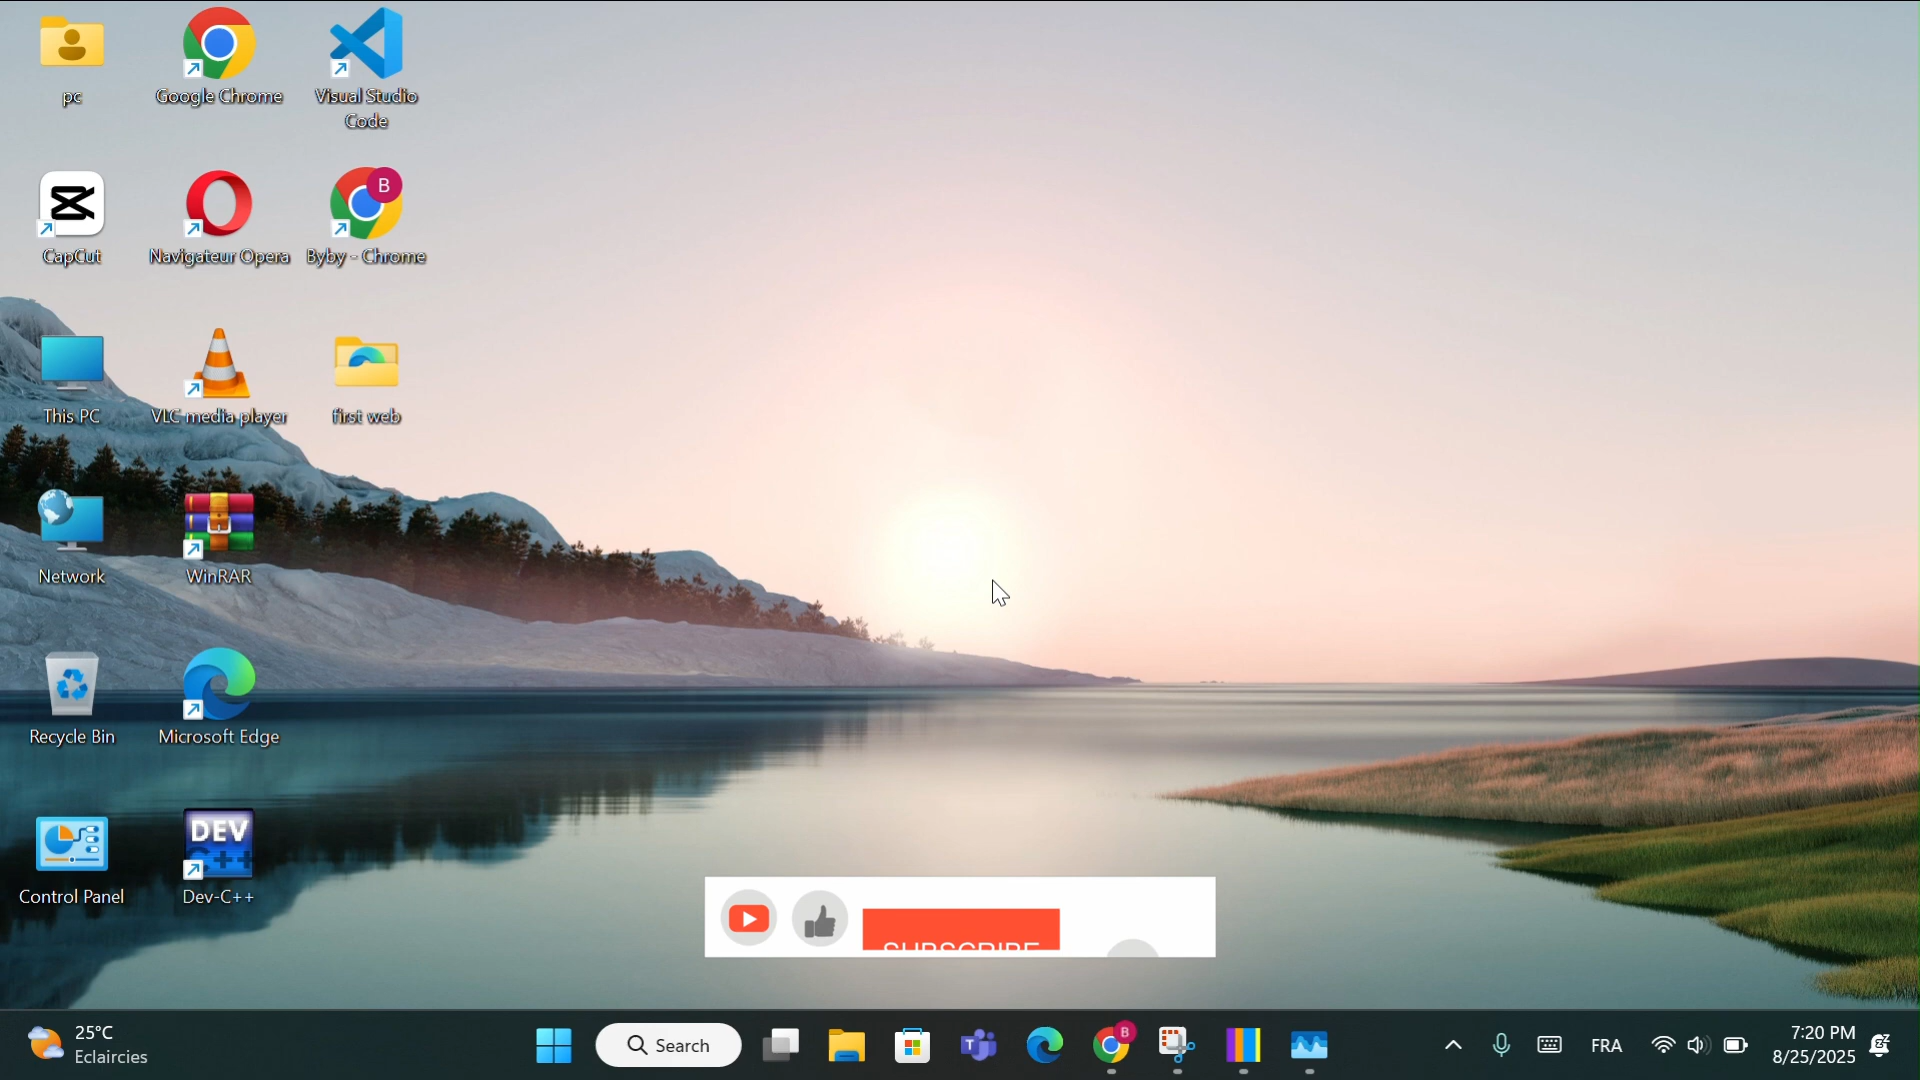 pc
Google Chrome
Visual Studio
Code
CapCut
Navigateur Opera
B
Byby - Chrome
This PC
VLC media player
first web
Network
WinRAR
Recycle Bin
Microsoft Edge
Control Panel
DEV
C++
Dev-C++
SUBSCRIBE
25°C
Eclaircies
Search
T
B
FRA
7:20 PM
8/25/2025